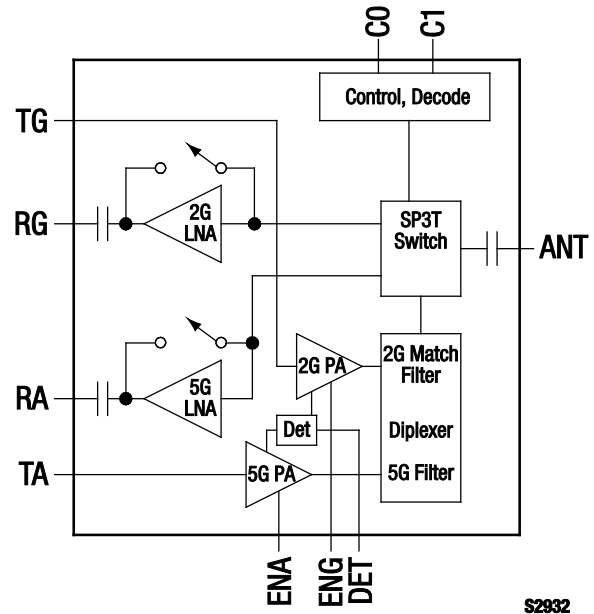 C0
C1
Control, Decode
TG
RG
2G
LNA
SP3T
Switch
ANT
RA
5G
LNA
2G PA
2G Match
Filter
Det
Diplexer
TA
5G PA
5G Filter
ENA
ENG
DET
S2932